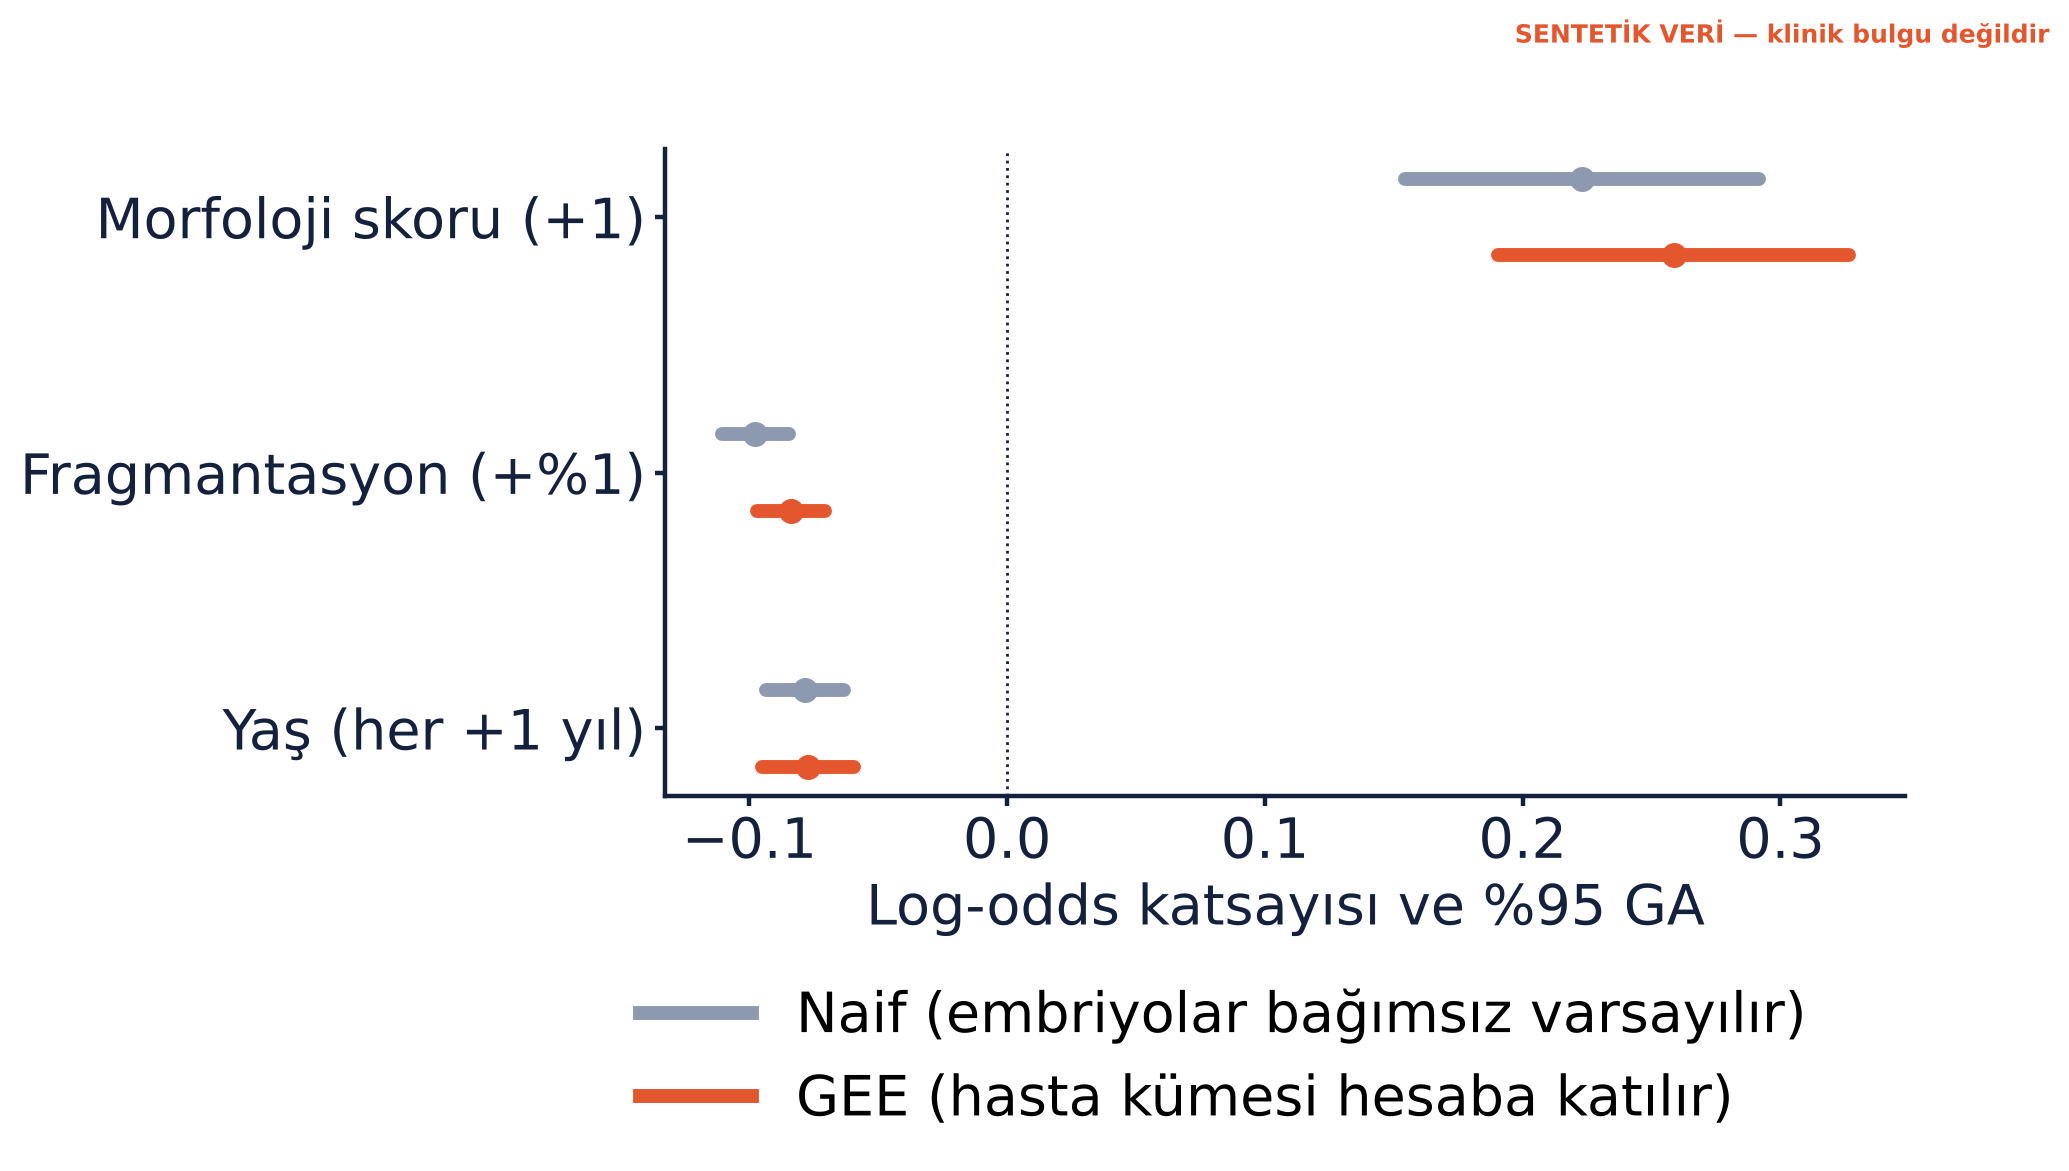 SENTETİK VERİ — klinik bulgu değildir
Morfoloji skoru (+1)
Fragmantasyon (+%1)
Yaş (her +1 yıl)
−0.1 0.0 0.1 0.2 0.3
Log-odds katsayısı ve %95 GA
Naif (embriyolar bağımsız varsayılır)
GEE (hasta kümesi hesaba katılır)